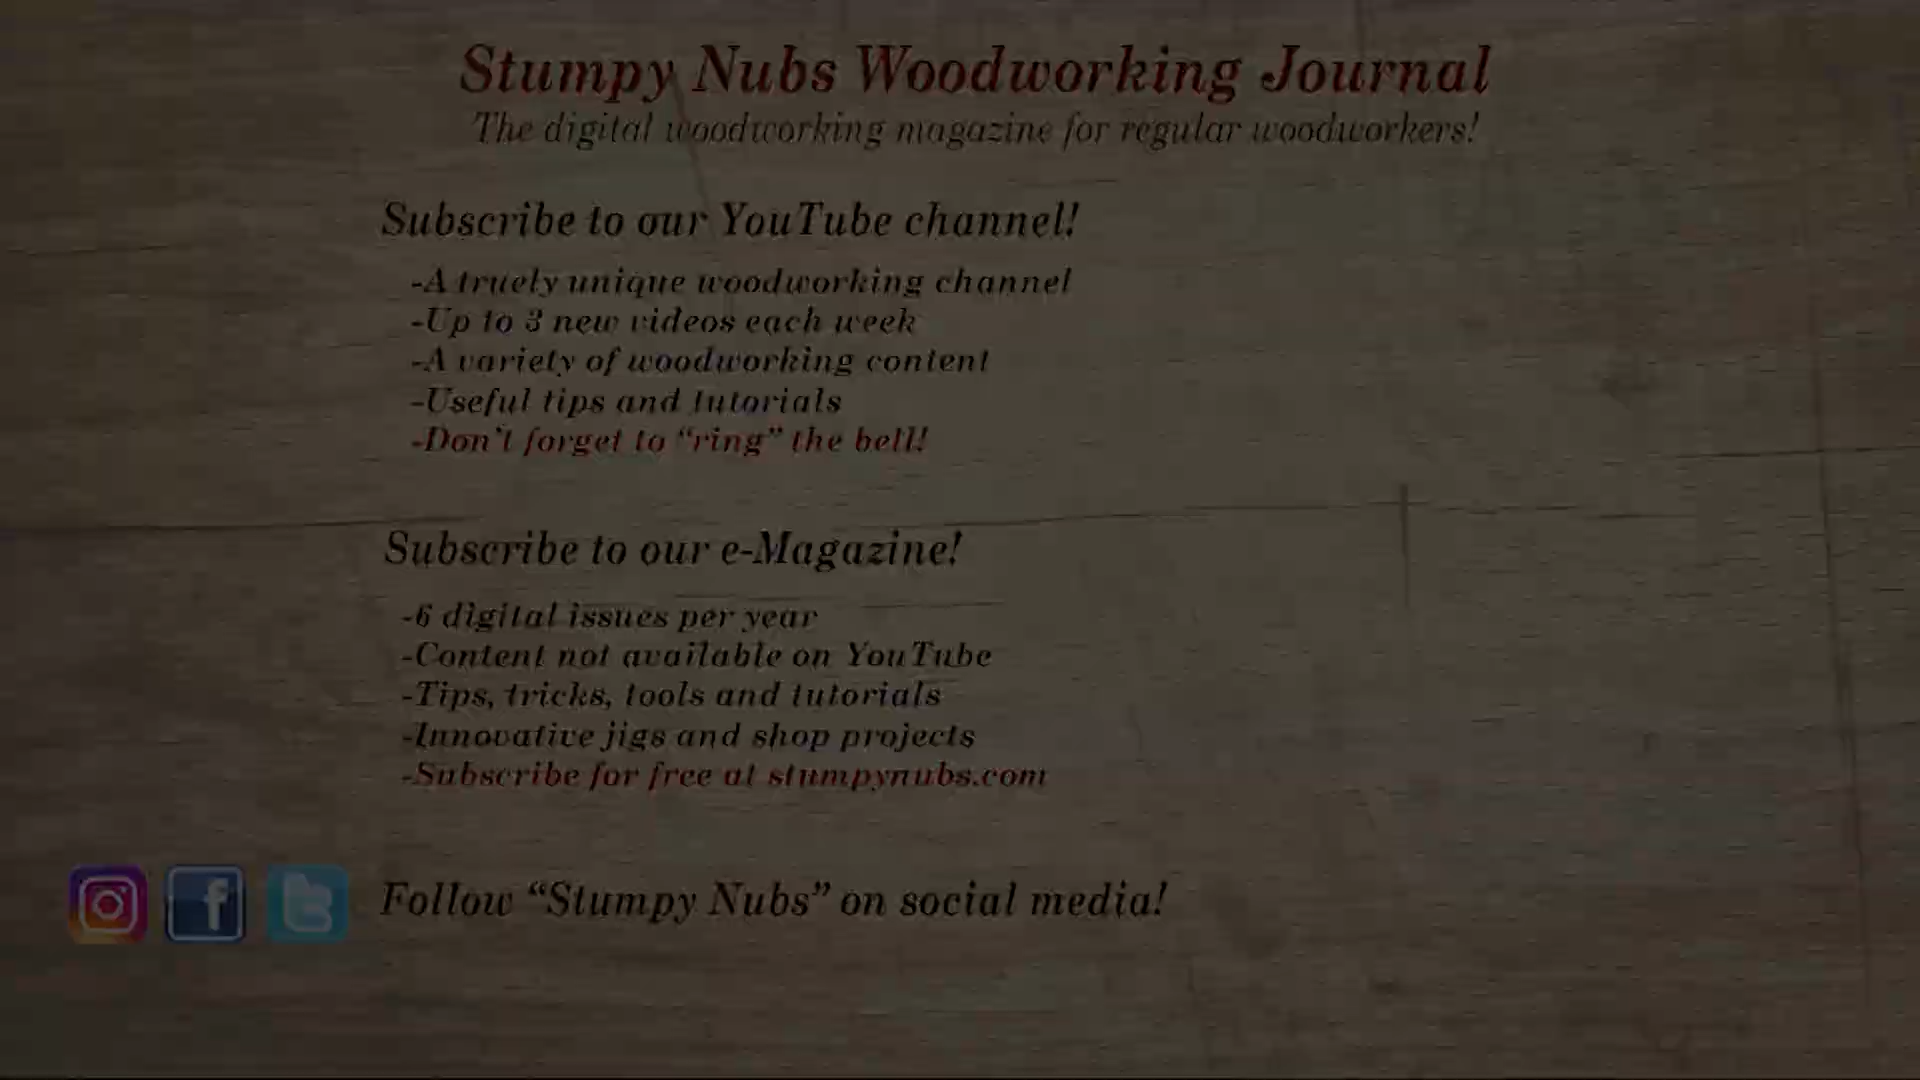 Stumpy Nubs Woodworking Journal
The digital woodworking magazine for regular woodworkers!
Subscribe to our YouTube channel!
-A truely unique woodworking channel
-Up to 3 new videos each week
-A variety of woodworking content
-Useful tips and tutorials
-Don't forget to “ring” the bell!
Subscribe to our e-Magazine!
-6 digital issues per year
-Content not available on YouTube
-Tips, tricks, tools and tutorials
-Innovative jigs and shop projects
-Subscribe for free at stumpynubs.com
Follow “Stumpy Nubs” on social media!